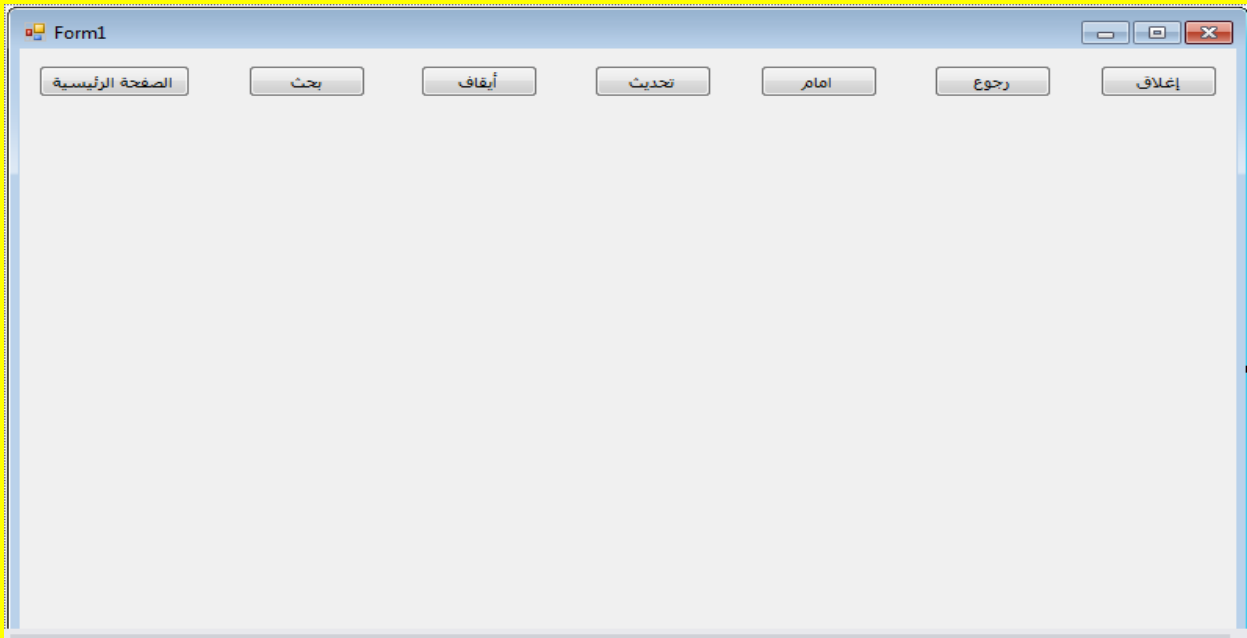 Form1
إغلاق
رجوع
امام
تحديث
أيقاف
بحث
الصفحة الرئيسية